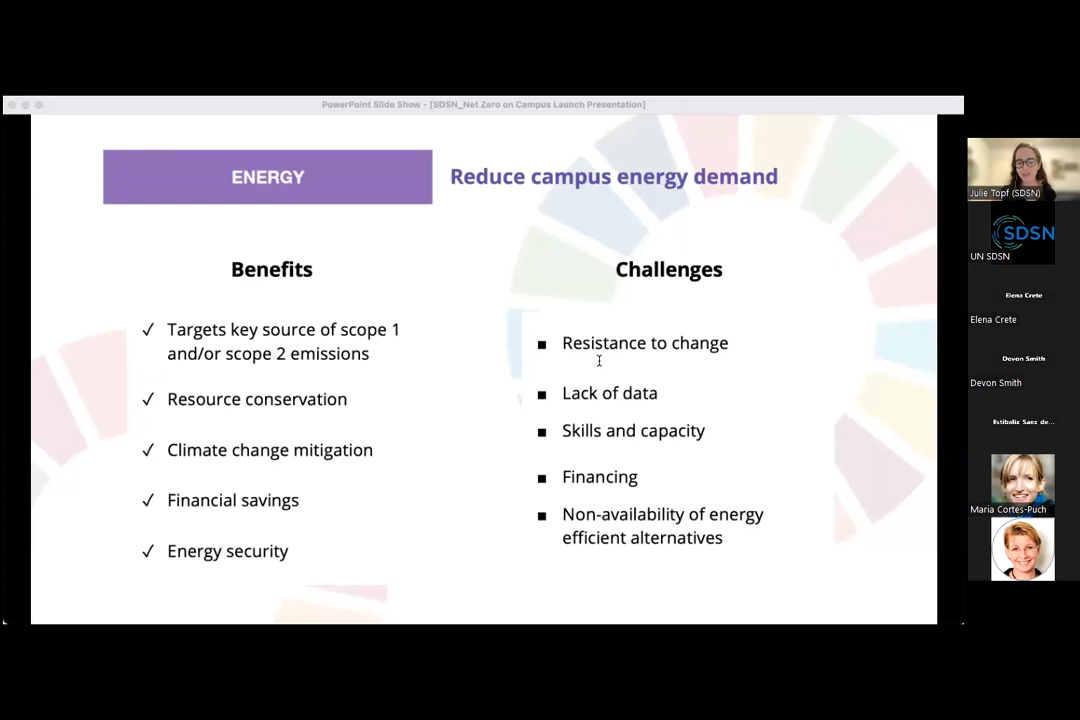 PowerPoint Slide Show - [SDSN_Net Zero on Campus Launch Presentation]
ENERGY
Reduce campus energy demand
Benefits
✓ Targets key source of scope 1
and/or scope 2 emissions
✓ Resource conservation
✓ Climate change mitigation
✓ Financial savings
✓ Energy security
Challenges
■ Resistance to change
■ Lack of data
■ Skills and capacity
■ Financing
■ Non-availability of energy
efficient alternatives
Julie Topf (SDSN)
SDSN
UN SDSN
Elena Crete
Elena Crete
Devon Smith
Devon Smith
Estibaliz Saez de...
Maria Cortes-Puch